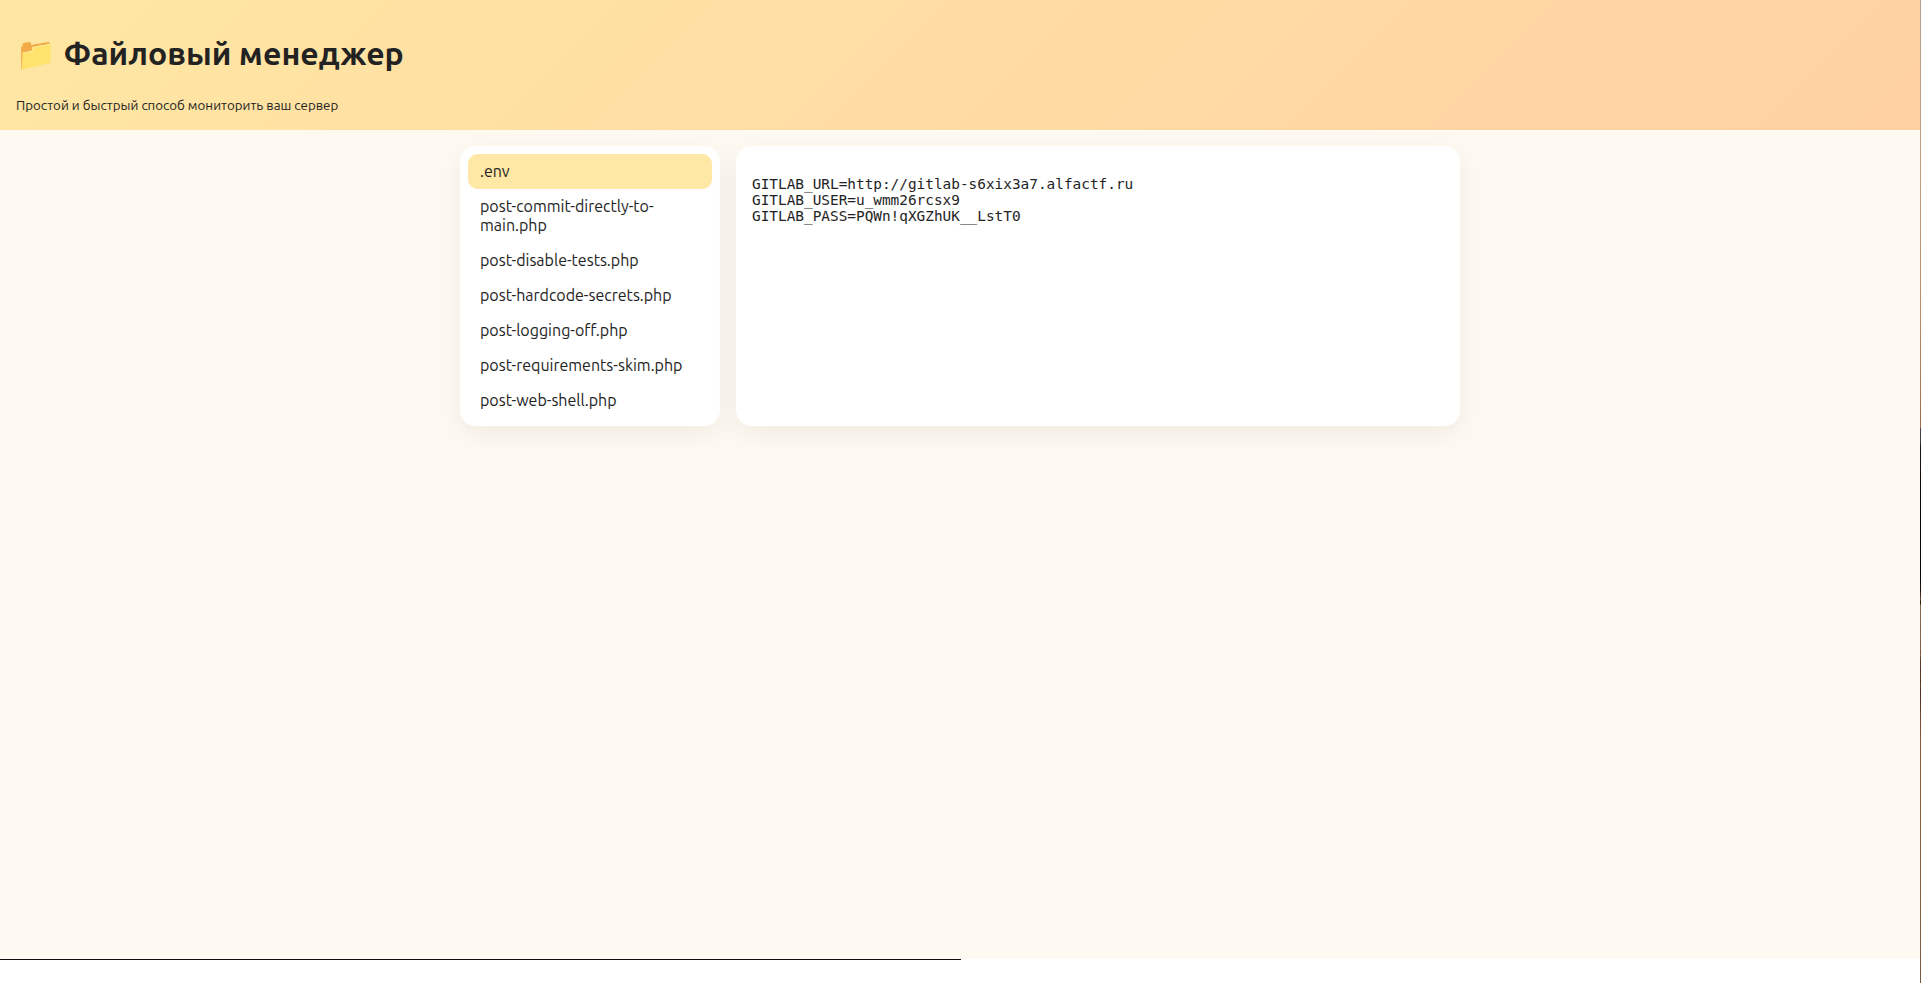 Файловый менеджер
Простой и быстрый способ мониторить ваш сервер
.env
post-commit-directly-to-
main.php
post-disable-tests.php
post-hardcode-secrets.php
post-logging-off.php
post-requirements-skim.php
post-web-shell.php
GITLAB_URL=http://gitlab-s6xix3a7.alfactf.ru
GITLAB_USER=u_wmm26rcsx9
GITLAB_PASS=PQWn!qXGZhUK__LstT0